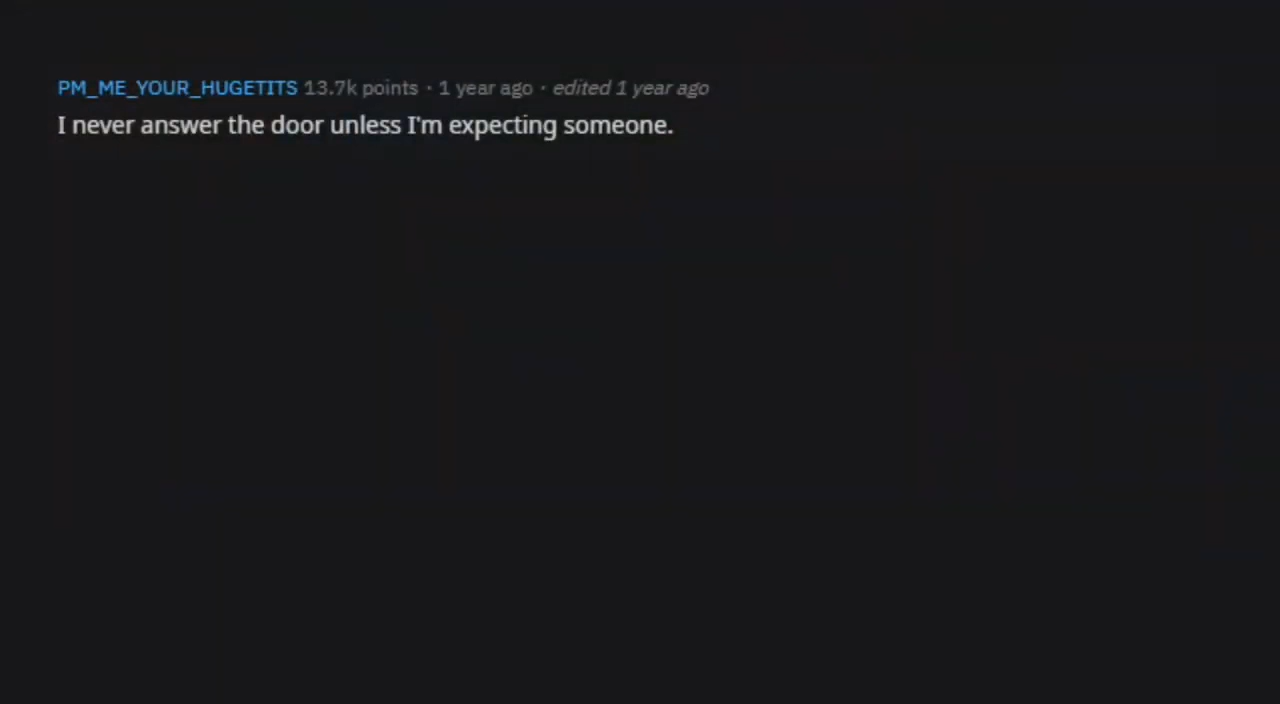 PM_ME_YOUR_HUGETITS 13.7k points · 1 year ago · edited 1 year ago
I never answer the door unless I'm expecting someone.